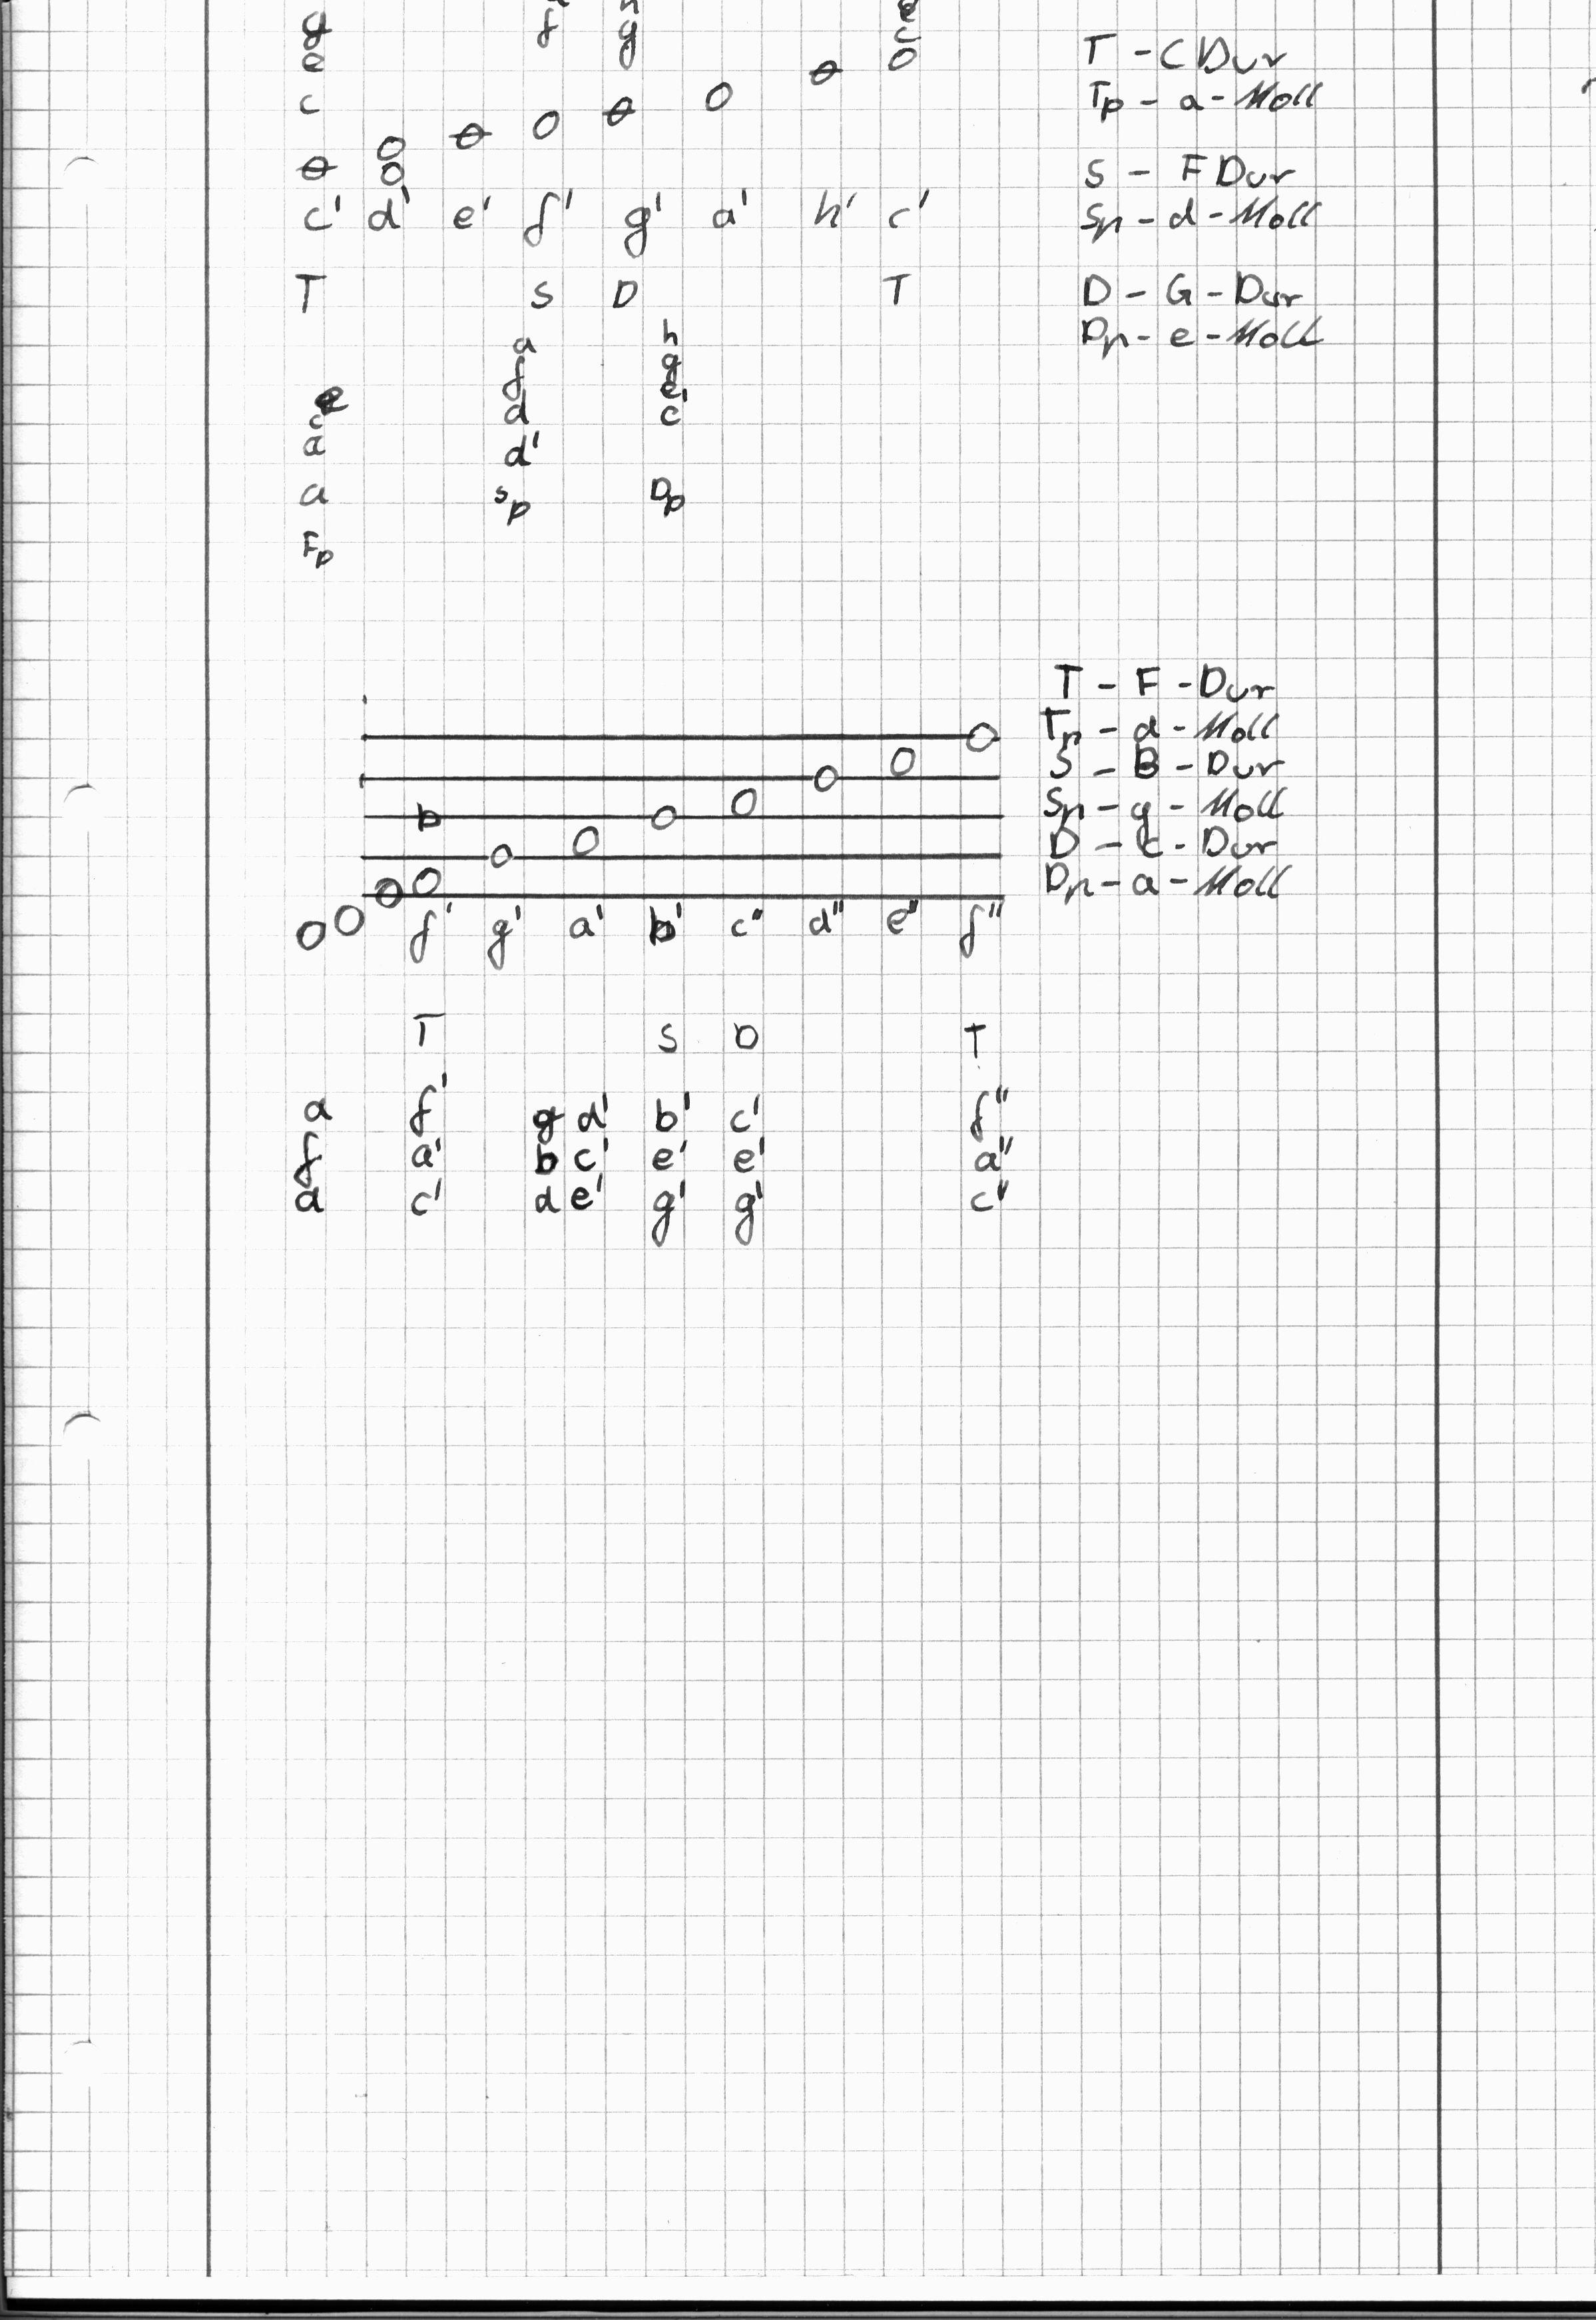 g f g e
e c T - C Dur
c Tp - a - Moll
S - F Dur
c' d' e' f' g' a' h' c' Sp - d - Moll
T S D T D - G - Dur
a h Dp - e - Moll
f g
e d e'
c c'
a d'
a Sp Dp
Fp
T - F - Dur
Tp - d - Moll
S - B - Dur
b Sp - g - Moll
D - c - Dur
Dp - a - Moll
f' g' a' b' c'' d'' e'' f''
T S D T
a f' g d' b' c' f''
f a' b c' e' e' a''
d c' d e' g' g' c'